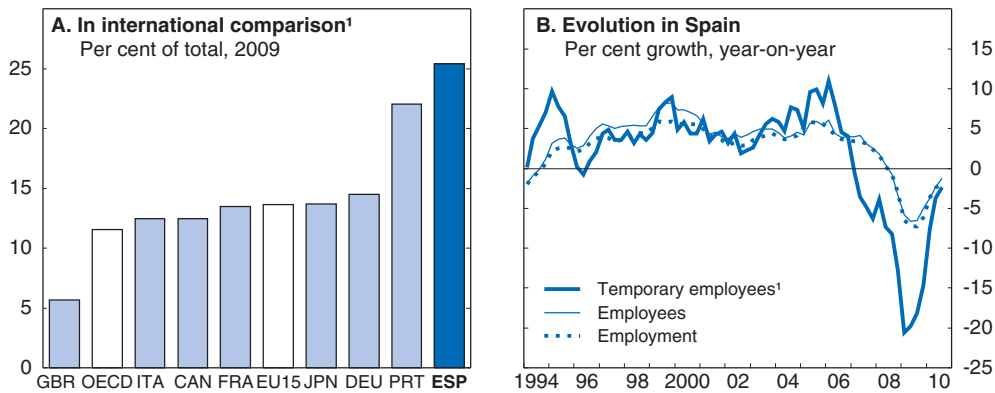 A. In international comparison¹
Per cent of total, 2009
25
20
15
10
5
0
GBR OECD ITA CAN FRA EU15 JPN DEU PRT ESP
B. Evolution in Spain
Per cent growth, year-on-year
15
10
5
0
-5
-10
-15
-20
-25
Temporary employees¹
Employees
Employment
1994 96 98 2000 02 04 06 08 10